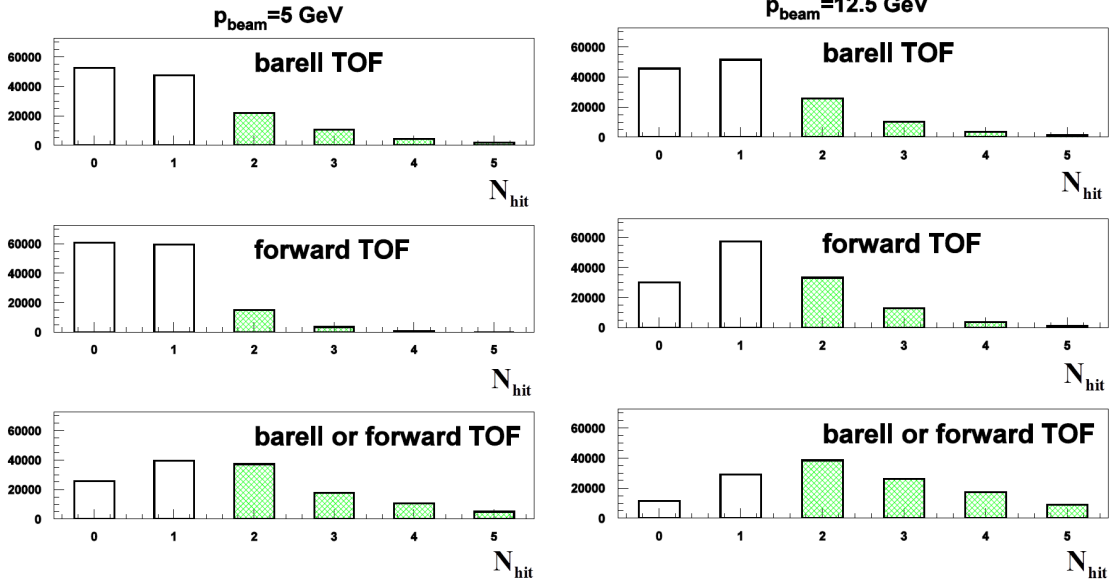 p_beam=5 GeV
barell TOF
60000
40000
20000
0
0 1 2 3 4 5
N_hit
forward TOF
60000
40000
20000
0
0 1 2 3 4 5
N_hit
barell or forward TOF
60000
40000
20000
0
0 1 2 3 4 5
N_hit
p_beam=12.5 GeV
barell TOF
60000
40000
20000
0
0 1 2 3 4 5
N_hit
forward TOF
60000
40000
20000
0
0 1 2 3 4 5
N_hit
barell or forward TOF
60000
40000
20000
0
0 1 2 3 4 5
N_hit